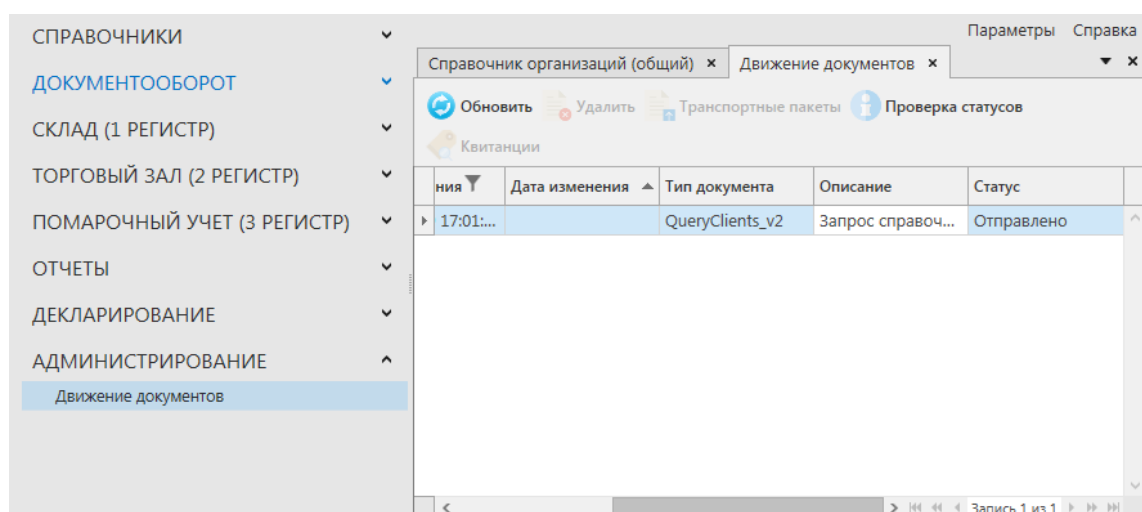 Параметры Справка
СПРАВОЧНИКИ
ДОКУМЕНТООБОРОТ
СКЛАД (1 РЕГИСТР)
ТОРГОВЫЙ ЗАЛ (2 РЕГИСТР)
ПОМАРОЧНЫЙ УЧЕТ (3 РЕГИСТР)
ОТЧЕТЫ
ДЕКЛАРИРОВАНИЕ
АДМИНИСТРИРОВАНИЕ
Движение документов
Справочник организаций (общий) × Движение документов ×
Обновить Удалить Транспортные пакеты Проверка статусов
Квитанции
ния Дата изменения Тип документа Описание Статус
17:01:... QueryClients_v2 Запрос справоч... Отправлено
Запись 1 из 1